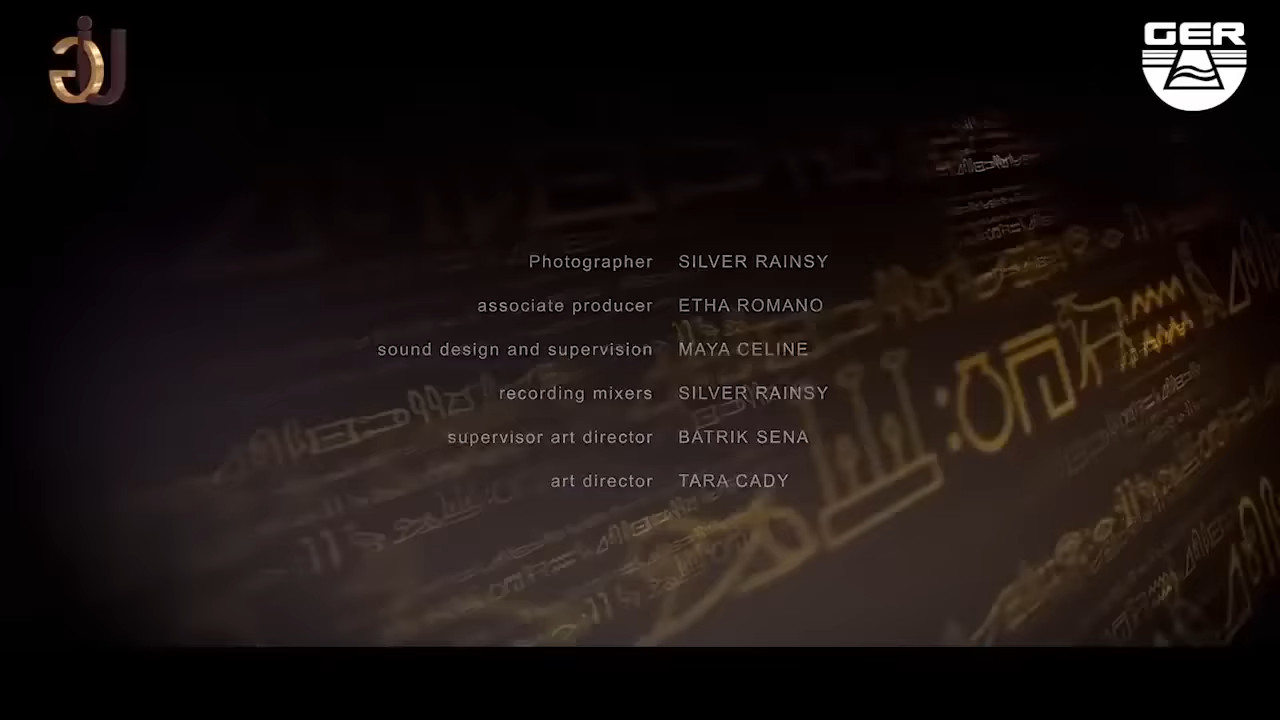 GER
Photographer SILVER RAINSY
associate producer ETHA ROMANO
sound design and supervision MAYA CELINE
recording mixers SILVER RAINSY
supervisor art director BATRIK SENA
art director TARA CADY